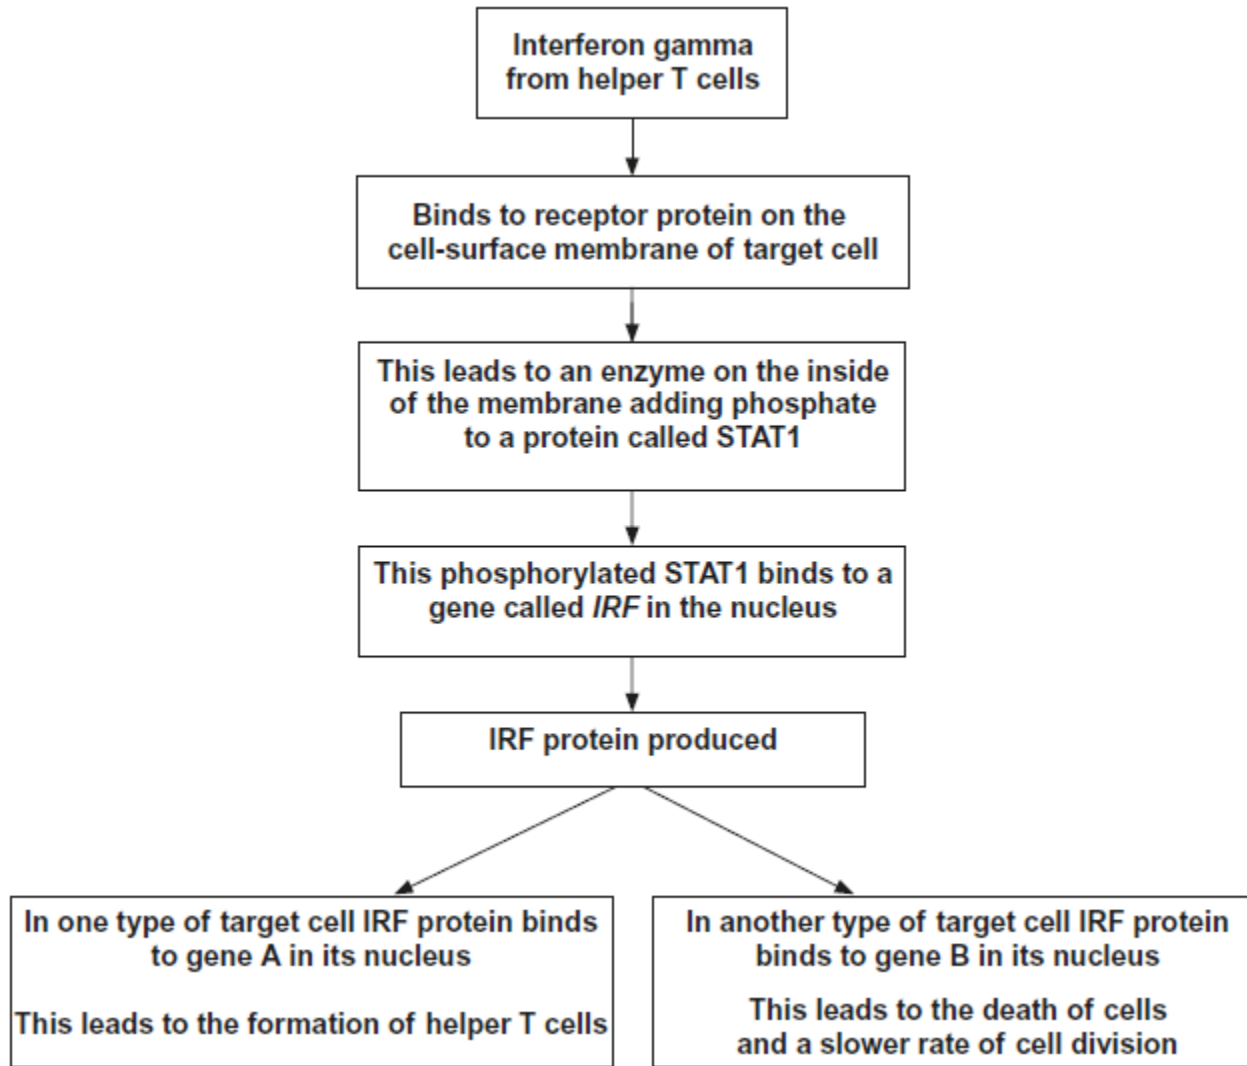 Interferon gamma
from helper T cells
Binds to receptor protein on the
cell-surface membrane of target cell
This leads to an enzyme on the inside
of the membrane adding phosphate
to a protein called STAT1
This phosphorylated STAT1 binds to a
gene called IRF in the nucleus
IRF protein produced
In one type of target cell IRF protein binds
to gene A in its nucleus
This leads to the formation of helper T cells
In another type of target cell IRF protein
binds to gene B in its nucleus
This leads to the death of cells
and a slower rate of cell division